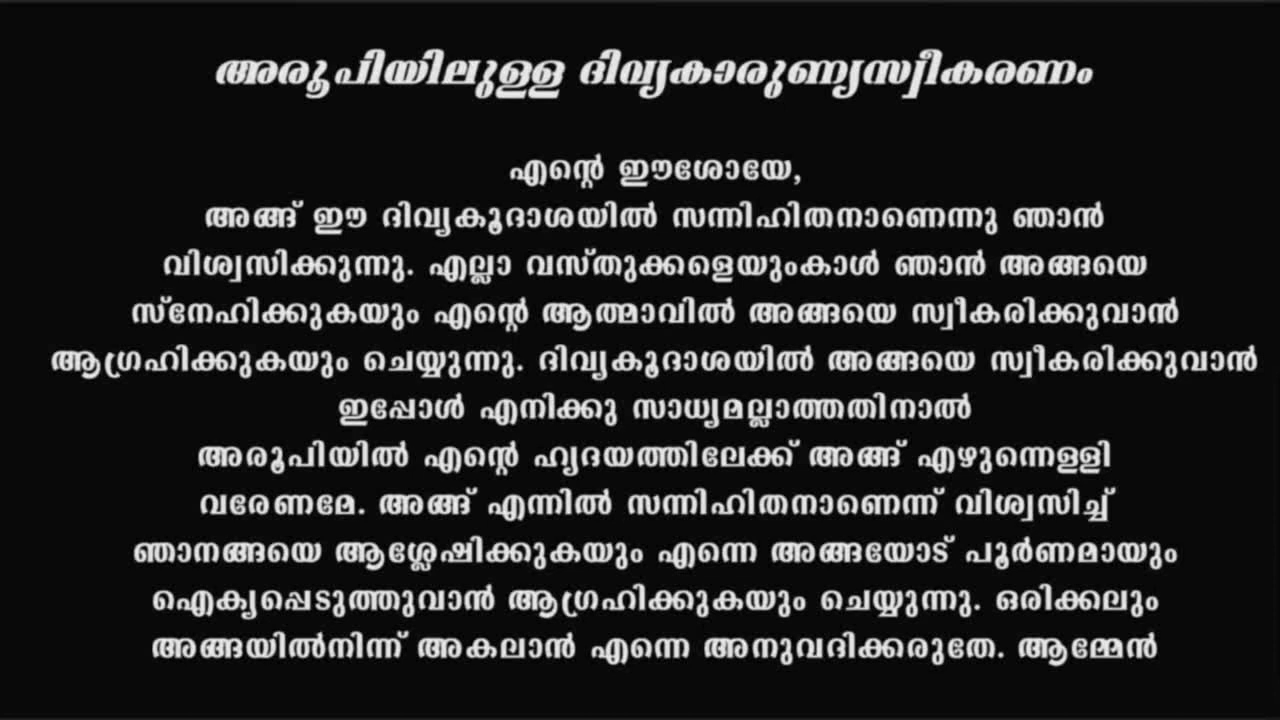 അരൂപിയിലുള്ള ദിവ്യകാരുണ്യസ്വീകരണം
എന്റെ ഈശോയേ,
അങ്ങ് ഈ ദിവ്യകൂദാശയിൽ സന്നിഹിതനാണെന്നു ഞാൻ
വിശ്വസിക്കുന്നു. എല്ലാ വസ്തുക്കളെയുംകാൾ ഞാൻ അങ്ങയെ
സ്നേഹിക്കുകയും എന്റെ ആത്മാവിൽ അങ്ങയെ സ്വീകരിക്കുവാൻ
ആഗ്രഹിക്കുകയും ചെയ്യുന്നു. ദിവ്യകൂദാശയിൽ അങ്ങയെ സ്വീകരിക്കുവാൻ
ഇപ്പോൾ എനിക്കു സാധ്യമല്ലാത്തതിനാൽ
അരൂപിയിൽ എന്റെ ഹൃദയത്തിലേക്ക് അങ്ങ് എഴുന്നെള്ളി
വരേണമേ. അങ്ങ് എന്നിൽ സന്നിഹിതനാണെന്ന് വിശ്വസിച്ച്
ഞാനങ്ങയെ ആശ്ലേഷിക്കുകയും എന്നെ അങ്ങയോട് പൂർണമായും
ഐക്യപ്പെടുത്തുവാൻ ആഗ്രഹിക്കുകയും ചെയ്യുന്നു. ഒരിക്കലും
അങ്ങയിൽനിന്ന് അകലാൻ എന്നെ അനുവദിക്കരുതേ. ആമ്മേൻ